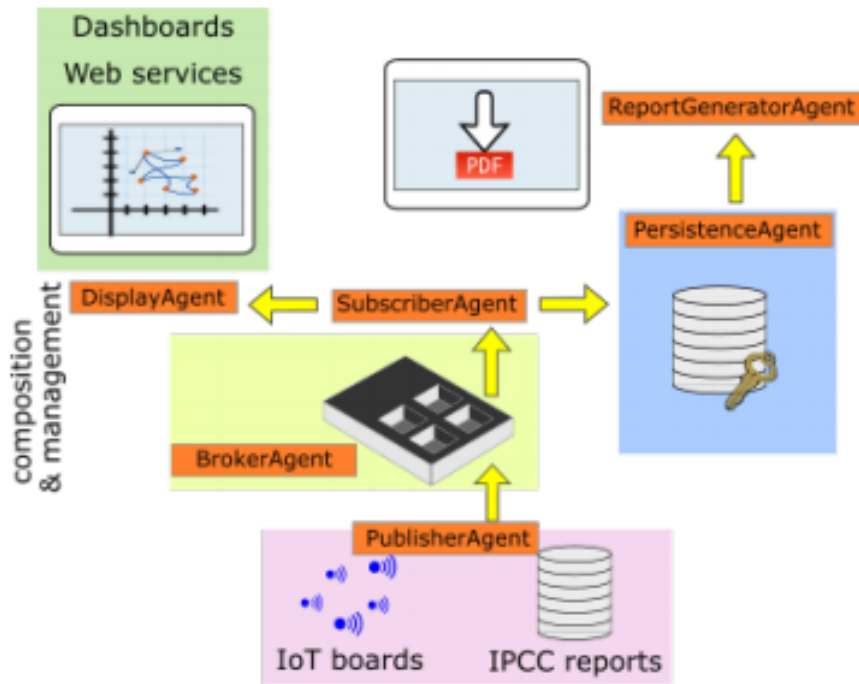 Dashboards
Web services
PDF
ReportGeneratorAgent
PersistenceAgent
DisplayAgent
SubscriberAgent
composition
& management
BrokerAgent
PublisherAgent
IoT boards
IPCC reports